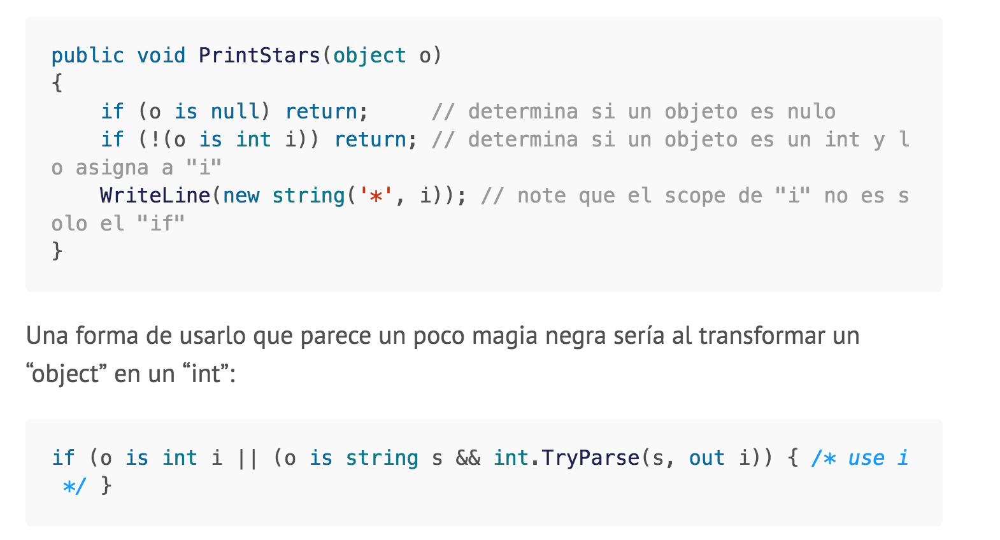 public void PrintStars(object o)
{
    if (o is null) return;     // determina si un objeto es nulo
    if (!(o is int i)) return; // determina si un objeto es un int y l
o asigna a "i"
    WriteLine(new string('*', i)); // note que el scope de "i" no es s
olo el "if"
}
Una forma de usarlo que parece un poco magia negra sería al transformar un
“object” en un “int”:
if (o is int i || (o is string s && int.TryParse(s, out i)) { /* use i
 */ }